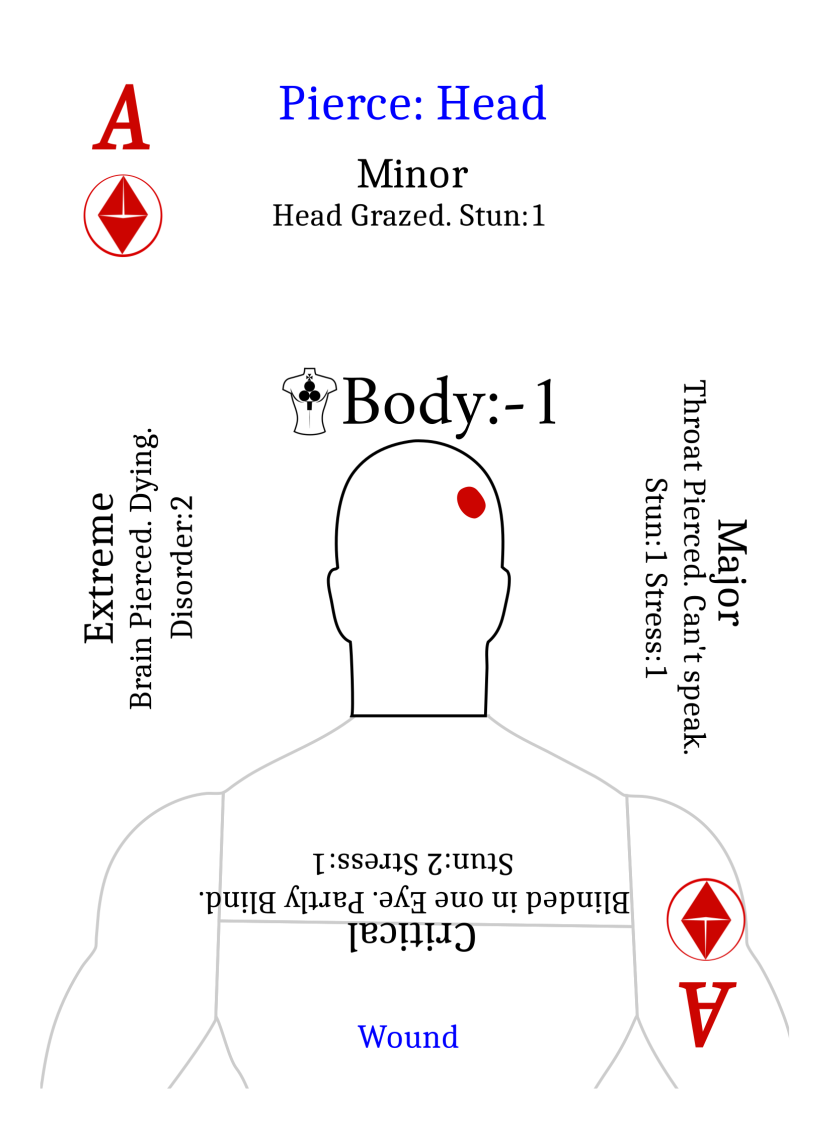 A
Pierce: Head
Minor
Head Grazed. Stun:1
Body:-1
Extreme
Brain Pierced. Dying.
Disorder:2
Major
Throat Pierced. Can't speak.
Stun:1 Stress:1
Critical
Blinded in one Eye. Partly Blind.
Stun:2 Stress:1
A
Wound